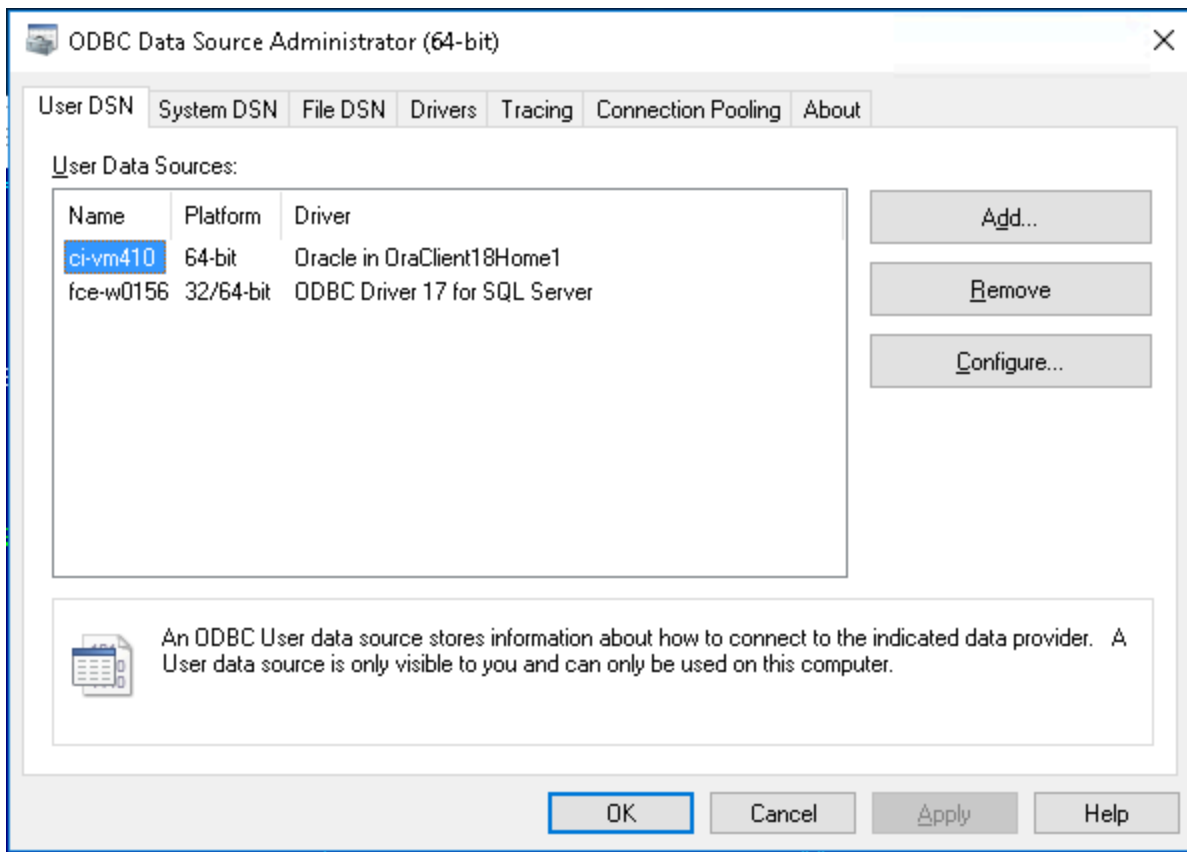 ODBC Data Source Administrator (64-bit)
User DSN System DSN File DSN Drivers Tracing Connection Pooling About
User Data Sources:
Name Platform Driver
ci-vm410 64-bit Oracle in OraClient18Home1
fce-w0156 32/64-bit ODBC Driver 17 for SQL Server
Add...
Remove
Configure...
An ODBC User data source stores information about how to connect to the indicated data provider. A
User data source is only visible to you and can only be used on this computer.
OK Cancel Apply Help